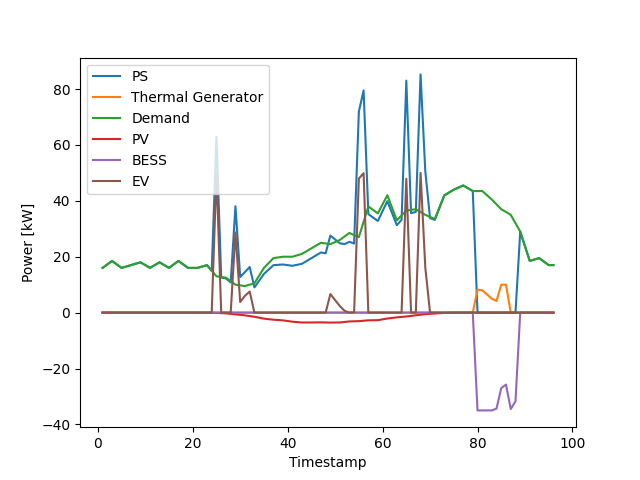 PS
Thermal Generator
Demand
PV
BESS
EV
Power [kW]
80
60
40
20
0
−20
−40
0 20 40 60 80 100
Timestamp